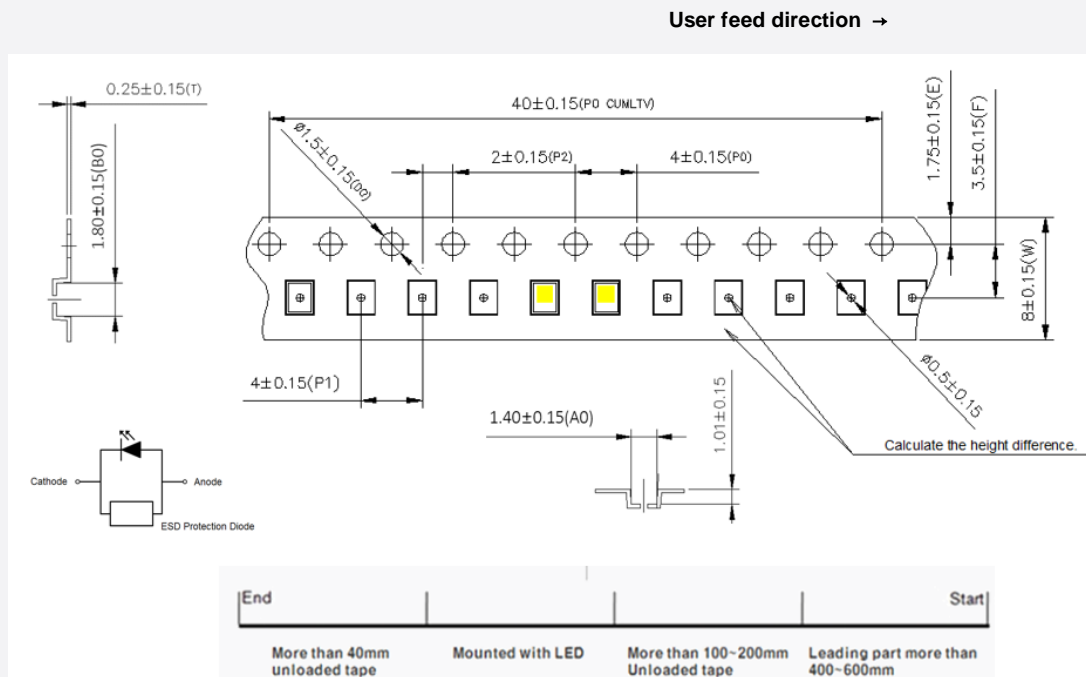 User feed direction →
0.25±0.15(T)
1.80±0.15(B0)
40±0.15(P0 CUMLTV)
Ø1.5±0.15(D0)
2±0.15(P2)
4±0.15(P0)
1.75±0.15(E)
3.5±0.15(F)
8±0.15(W)
4±0.15(P1)
1.40±0.15(A0)
1.01±0.15
Ø0.5±0.15
Calculate the height difference.
Cathode
Anode
ESD Protection Diode
End
Start
More than 40mm
unloaded tape
Mounted with LED
More than 100~200mm
Unloaded tape
Leading part more than
400~600mm